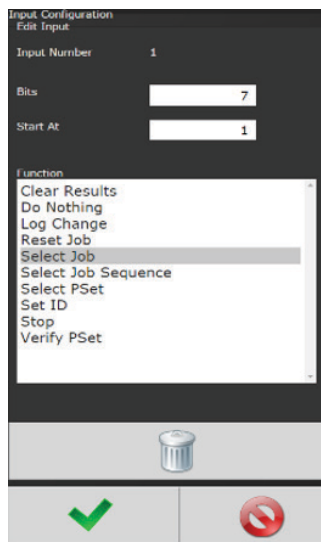 Input Configuration
Edit Input
Input Number 1
Bits 7
Start At 1
Function
Clear Results
Do Nothing
Log Change
Reset Job
Select Job
Select Job Sequence
Select PSet
Set ID
Stop
Verify PSet